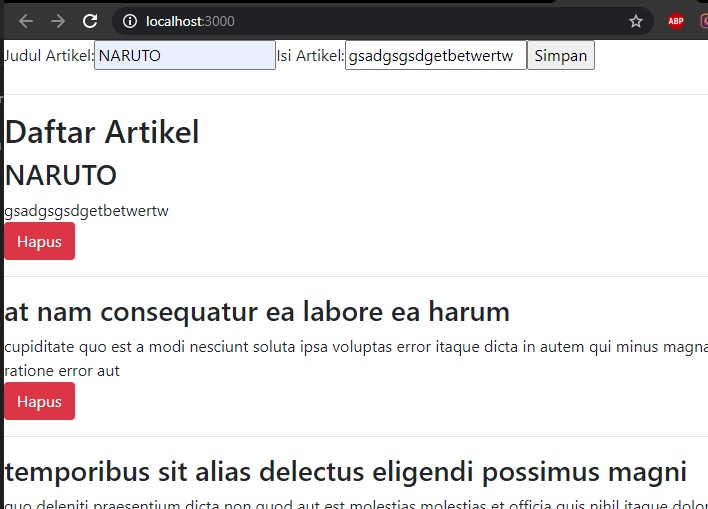 localhost:3000
ABP
Judul Artikel: NARUTO Isi Artikel: gsadgsgsdgetbetwertw Simpan
Daftar Artikel
NARUTO
gsadgsgsdgetbetwertw
Hapus
at nam consequatur ea labore ea harum
cupiditate quo est a modi nesciunt soluta ipsa voluptas error itaque dicta in autem qui minus magna
ratione error aut
Hapus
temporibus sit alias delectus eligendi possimus magni
quo deleniti praesentium dicta non quod aut est molestias molestias et officia quis nihil itaque dolor